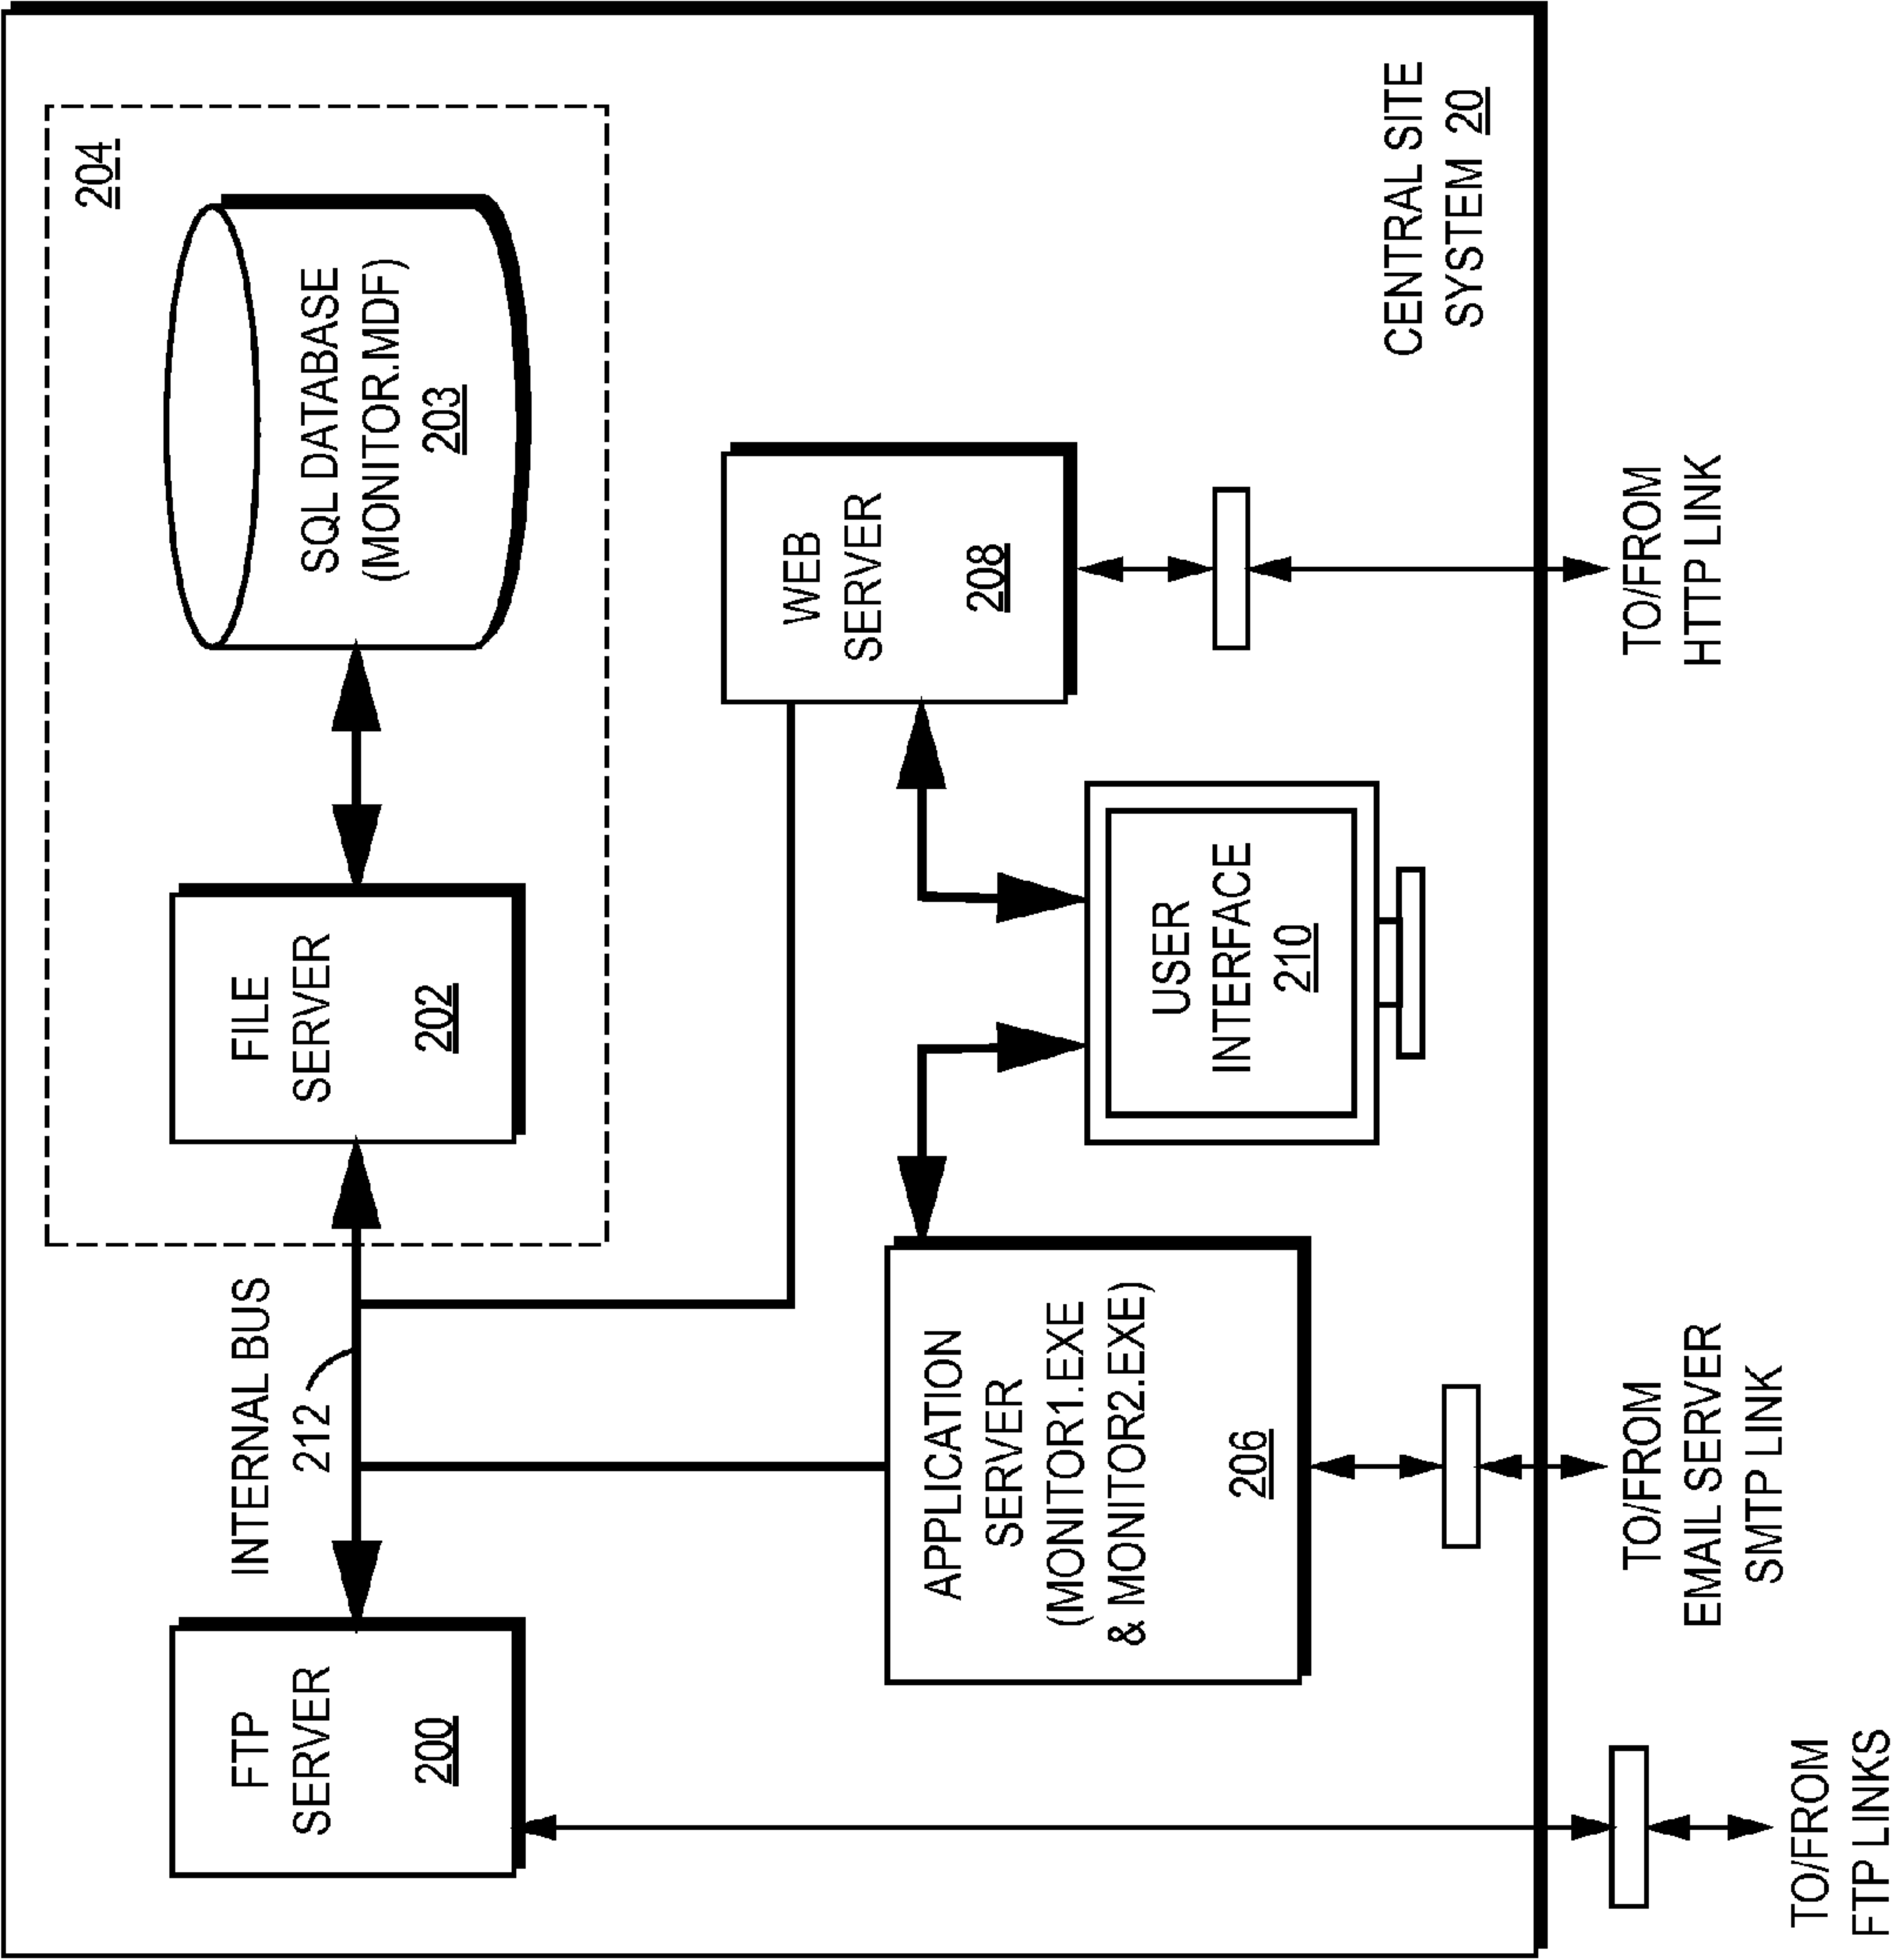 INTERNAL BUS
212
FTP
SERVER
200
FILE
SERVER
202
SQL DATABASE
(MONITOR.MDF)
203
204
APPLICATION
SERVER
(MONITOR1.EXE
& MONITOR2.EXE)
206
USER
INTERFACE
210
WEB
SERVER
208
CENTRAL SITE
SYSTEM 20
TO/FROM
FTP LINKS
TO/FROM
EMAIL SERVER
SMTP LINK
TO/FROM
HTTP LINK